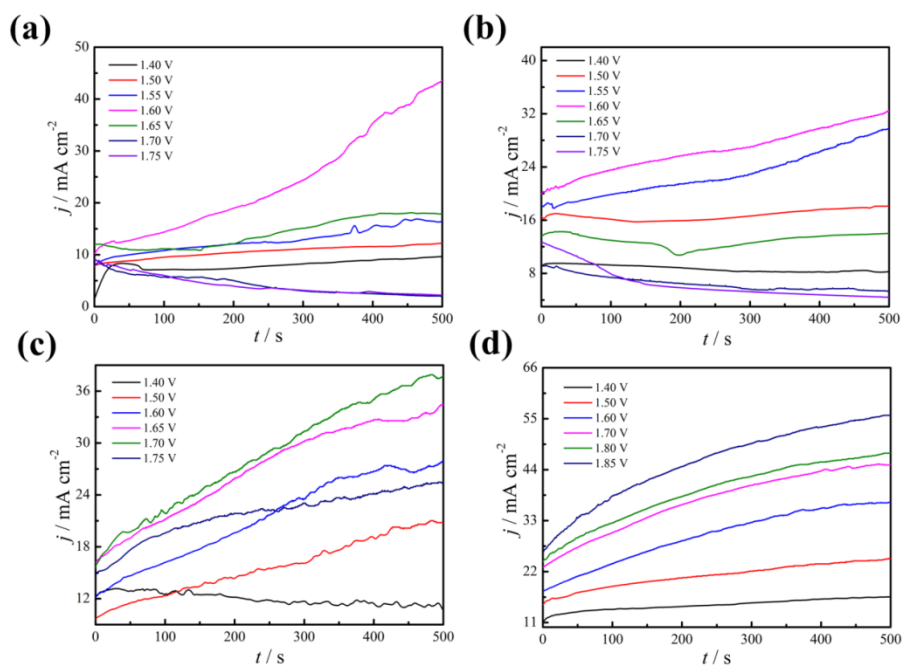 (a)
50
40
30
20
10
0
j / mA cm⁻²
1.40 V
1.50 V
1.55 V
1.60 V
1.65 V
1.70 V
1.75 V
0 100 200 300 400 500
t / s
(b)
40
32
24
16
8
j / mA cm⁻²
1.40 V
1.50 V
1.55 V
1.60 V
1.65 V
1.70 V
1.75 V
0 100 200 300 400 500
t / s
(c)
36
30
24
18
12
j / mA cm⁻²
1.40 V
1.50 V
1.60 V
1.65 V
1.70 V
1.75 V
0 100 200 300 400 500
t / s
(d)
66
55
44
33
22
11
j / mA cm⁻²
1.40 V
1.50 V
1.60 V
1.70 V
1.80 V
1.85 V
0 100 200 300 400 500
t / s